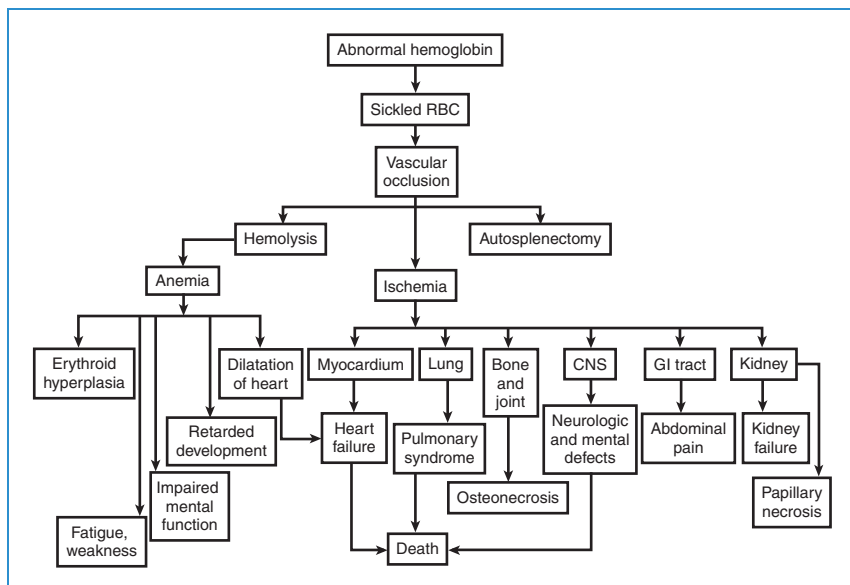 Abnormal hemoglobin
Sickled RBC
Vascular
occlusion
Hemolysis
Autosplenectomy
Anemia
Ischemia
Erythroid
hyperplasia
Dilatation
of heart
Myocardium
Lung
Bone
and
joint
CNS
GI tract
Kidney
Retarded
development
Heart
failure
Pulmonary
syndrome
Neurologic
and mental
defects
Abdominal
pain
Kidney
failure
Impaired
mental
function
Osteonecrosis
Papillary
necrosis
Fatigue,
weakness
Death